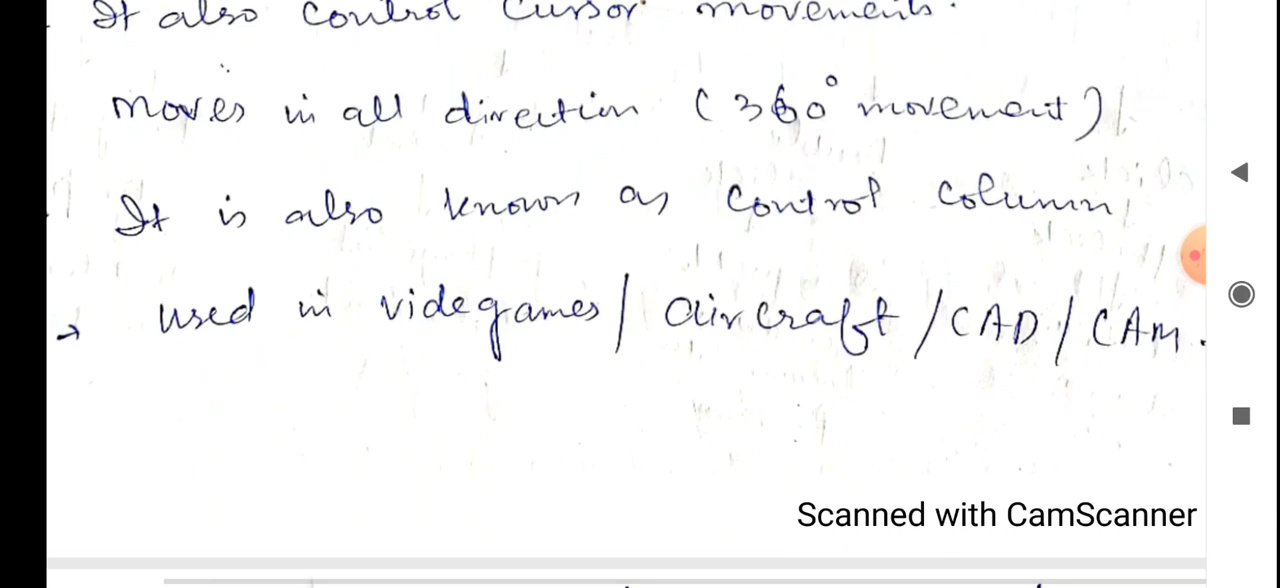 It also control cursor movements.
moves in all direction (360° movement)
It is also known as control column
→ used in videgames / aircraft / CAD / CAM.
Scanned with CamScanner